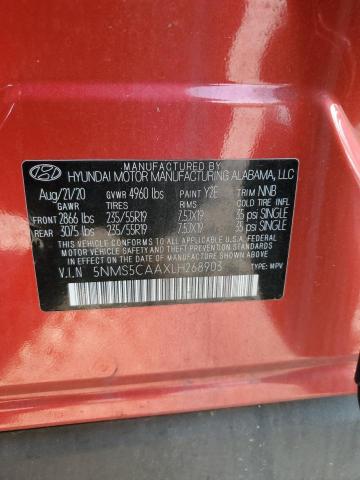 MANUFACTURED BY
HYUNDAI MOTOR MANUFACTURING ALABAMA, LLC
Aug/21/20 GVWR 4960 lbs PAINT Y2E TRIM NNB
GAWR TIRES RIMS COLD
FRONT 2866 lbs 235/55R19 7.5JX19 35 psi SINGLE
REAR 3075 lbs 235/55R19 7.5JX19 35 psi SINGLE
THIS VEHICLE CONFORMS TO ALL APPLICABLE U.S. FEDERAL
MOTOR VEHICLE SAFETY AND THEFT PREVENTION STANDARDS
IN EFFECT ON THE DATE OF MANUFACTURE SHOWN ABOVE.
V.I.N 5NMS5CAAXLH268903 TYPE: MPV